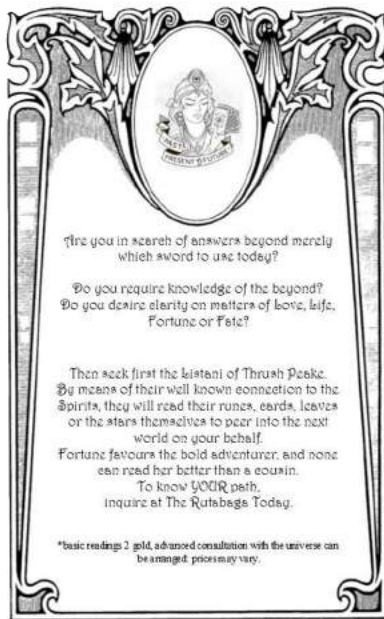 PAST
PRESENT & FUTURE
Are you in search of answers beyond merely
which sword to use today?
Do you require knowledge of the beyond?
Do you desire clarity on matters of Love, Life,
Fortune or Fate?
Then seek first the Listani of Thrush Peake.
By means of their well known connection to the
Spirits, they will read their runes, cards, leaves
or the stars themselves to peer into the next
world on your behalf.
Fortune favours the bold adventurer, and none
can read her better than a cousin.
To know YOUR path,
inquire at The Rutabaga Today.
*basic readings 2 gold, advanced consultation with the universe can
be arranged: prices may vary.